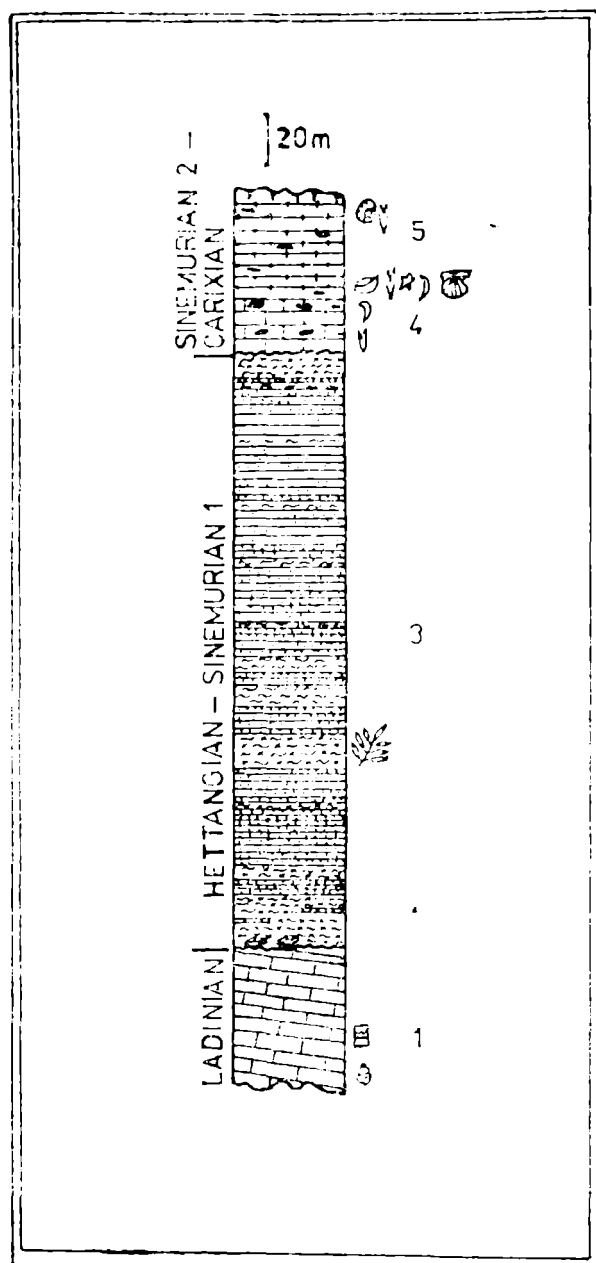 20m
SINEMURIAN 2 –
CARIXIAN
5
4
HETTANGIAN – SINEMURIAN 1
3
LADINIAN
1